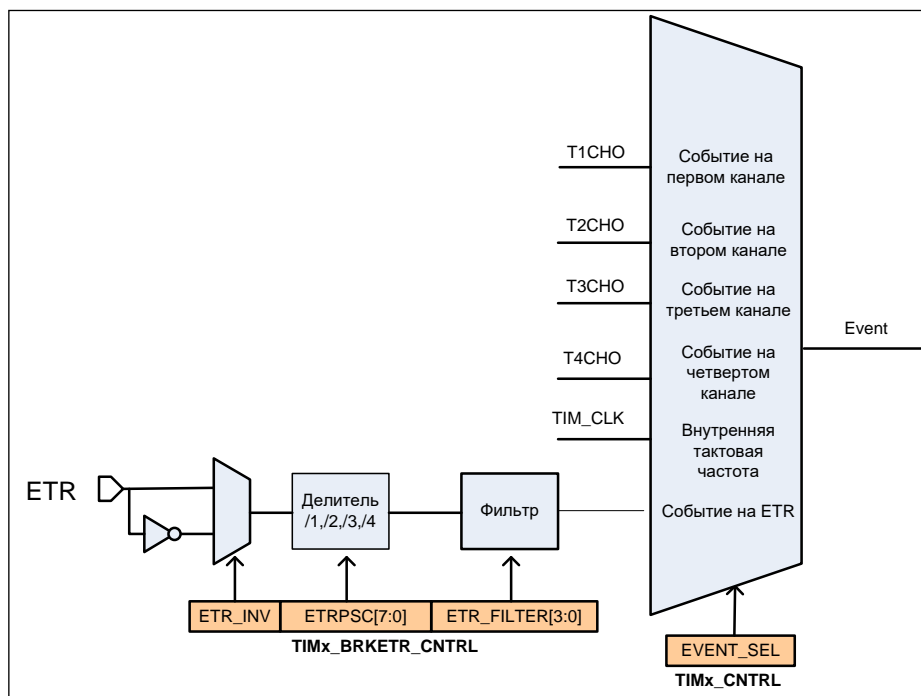 T1CHO
Событие на
первом канале
T2CHO
Событие на
втором канале
T3CHO
Событие на
третьем канале
Event
T4CHO
Событие на
четвертом
канале
TIM_CLK
Внутренняя
тактовая
частота
ETR
Делитель
/1,/2,/3,/4
Фильтр
Событие на ETR
ETR_INV
ETRPSC[7:0]
ETR_FILTER[3:0]
TIMx_BRKETR_CNTRL
EVENT_SEL
TIMx_CNTRL